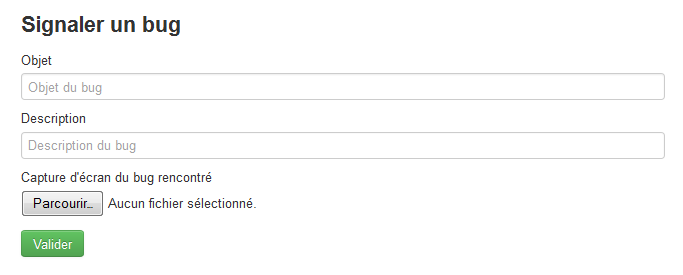 Signaler un bug
Objet
Objet du bug
Description
Description du bug
Capture d'écran du bug rencontré
Parcourir... Aucun fichier sélectionné.
Valider